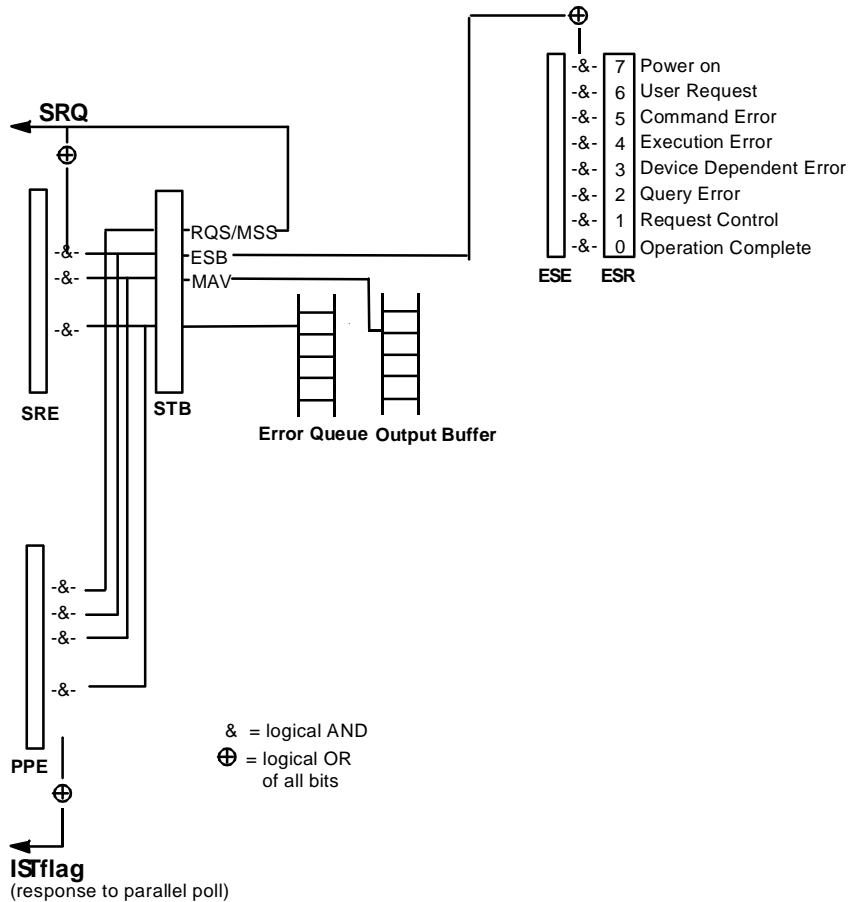 -&- 7 Power on
-&- 6 User Request
-&- 5 Command Error
-&- 4 Execution Error
-&- 3 Device Dependent Error
-&- 2 Query Error
-&- 1 Request Control
-&- 0 Operation Complete
ESE ESR
SRQ
RQS/MSS
-&- ESB
-&- MAV
-&-
SRE STB
Error Queue Output Buffer
-&-
-&-
-&-
-&-
PPE
& = logical AND
⊕ = logical OR
of all bits
ISTflag
(response to parallel poll)